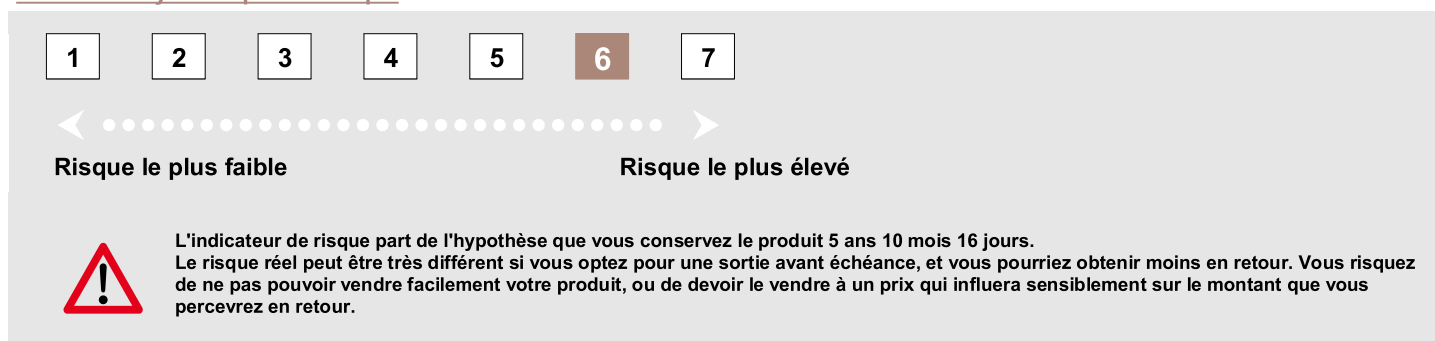 1 2 3 4 5 6 7
Risque le plus faible Risque le plus élevé
L'indicateur de risque part de l'hypothèse que vous conservez le produit 5 ans 10 mois 16 jours.
Le risque réel peut être très différent si vous optez pour une sortie avant échéance, et vous pourriez obtenir moins en retour. Vous risquez
de ne pas pouvoir vendre facilement votre produit, ou de devoir le vendre à un prix qui influera sensiblement sur le montant que vous
percevrez en retour.